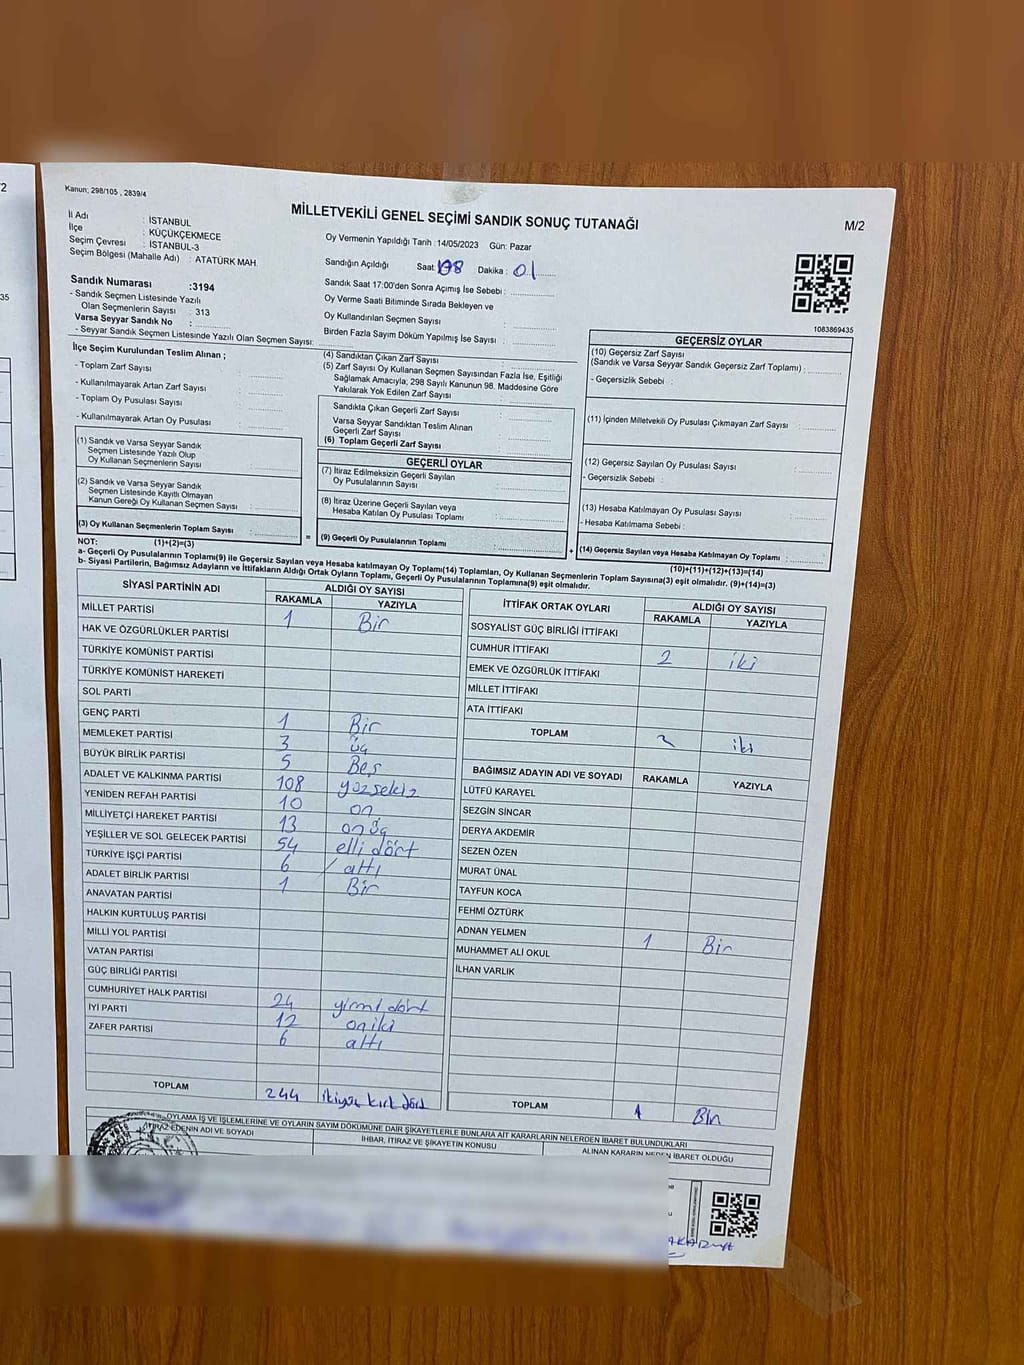 Kanun; 298/105 , 2839/4
MİLLETVEKİLİ GENEL SEÇİMİ SANDIK SONUÇ TUTANAĞI
M/2
İl Adı : İSTANBUL
İlçe : KÜÇÜKÇEKMECE
Seçim Çevresi : İSTANBUL-3
Seçim Bölgesi (Mahalle Adı) : ATATÜRK MAH.
Oy Vermenin Yapıldığı Tarih : 14/05/2023 Gün: Pazar
Sandığın Açıldığı Saat Dakika : 01
Sandık Saat 17:00'den Sonra Açımış İse Sebebi :
Oy Verme Saati Bitiminde Sırada Bekleyen ve
Oy Kullandırılan Seçmen Sayısı :
Birden Fazla Sayım Döküm Yapılmış İse Sayısı :
1083869435
Sandık Numarası :3194
- Sandık Seçmen Listesinde Yazılı
Olan Seçmenlerin Sayısı : 313
Varsa Seyyar Sandık No :
- Seyyar Sandık Seçmen Listesinde Yazılı Olan Seçmen Sayısı:
İlçe Seçim Kurulundan Teslim Alınan ;
- Toplam Zarf Sayısı
- Kullanılmayarak Artan Zarf Sayısı
- Toplam Oy Pusulası Sayısı
- Kullanılmayarak Artan Oy Pusulası
(1) Sandık ve Varsa Seyyar Sandık
Seçmen Listesinde Yazılı Olup
Oy Kullanan Seçmenlerin Sayısı
(2) Sandık ve Varsa Seyyar Sandık
Seçmen Listesinde Kayıtlı Olmayan
Kanun Gereği Oy Kullanan Seçmen Sayısı
(3) Oy Kullanan Seçmenlerin Toplam Sayısı
(4) Sandıktan Çıkan Zarf Sayısı
(5) Zarf Sayısı Oy Kullanan Seçmen Sayısından Fazla İse, Eşitliği
Sağlamak Amacıyla; 298 Sayılı Kanunun 98. Maddesine Göre
Yakılarak Yok Edilen Zarf Sayısı
Sandıkta Çıkan Geçerli Zarf Sayısı
Varsa Seyyar Sandıktan Teslim Alınan
Geçerli Zarf Sayısı
(6) Toplam Geçerli Zarf Sayısı
GEÇERLİ OYLAR
(7) İtiraz Edilmeksizin Geçerli Sayılan
Oy Pusulalarının Sayısı
(8) İtiraz Üzerine Geçerli Sayılan veya
Hesaba Katılan Oy Pusulası Toplamı
= (9) Geçerli Oy Pusulalarının Toplamı
GEÇERSİZ OYLAR
(10) Geçersiz Zarf Sayısı
(Sandık ve Varsa Seyyar Sandık Geçersiz Zarf Toplamı) :
- Geçersizlik Sebebi :
(11) İçinden Milletvekili Oy Pusulası Çıkmayan Zarf Sayısı
(12) Geçersiz Sayılan Oy Pusulası Sayısı
- Geçersizlik Sebebi :
(13) Hesaba Katılmayan Oy Pusulası Sayısı
- Hesaba Katılmama Sebebi :
+ (14) Geçersiz Sayılan veya Hesaba Katılmayan Oy Toplamı :
NOT: (1)+(2)=(3)
(10)+(11)+(12)+(13)=(14)
a- Geçerli Oy Pusulalarının Toplamı(9) ile Geçersiz Sayılan veya Hesaba katılmayan Oy Toplamı(14) Toplamları, Oy Kullanan Seçmenlerin Toplam Sayısına(3) eşit olmalıdır. (9)+(14)=(3)
b- Siyasi Partilerin, Bağımsız Adayların ve İttifakların Aldığı Ortak Oyların Toplamı, Geçerli Oy Pusulalarının Toplamına(9) eşit olmalıdır.
SİYASİ PARTİNİN ADI ALDIĞI OY SAYISI
RAKAMLA YAZIYLA
MİLLET PARTİSİ 1 Bir
HAK VE ÖZGÜRLÜKLER PARTİSİ
TÜRKİYE KOMÜNİST PARTİSİ
TÜRKİYE KOMÜNİST HAREKETİ
SOL PARTİ
GENÇ PARTİ 1 Bir
MEMLEKET PARTİSİ 3 üç
BÜYÜK BİRLİK PARTİSİ 5 Beş
ADALET VE KALKINMA PARTİSİ 108 yüzsekiz
YENİDEN REFAH PARTİSİ 10 on
MİLLİYETÇİ HAREKET PARTİSİ 13 onüç
YEŞİLLER VE SOL GELECEK PARTİSİ 54 elli dört
TÜRKİYE İŞÇİ PARTİSİ 6 altı
ADALET BİRLİK PARTİSİ 1 Bir
ANAVATAN PARTİSİ
HALKIN KURTULUŞ PARTİSİ
MİLLİ YOL PARTİSİ
VATAN PARTİSİ
GÜÇ BİRLİĞİ PARTİSİ
CUMHURİYET HALK PARTİSİ 24 yirmi dört
İYİ PARTİ 12 oniki
ZAFER PARTİSİ 6 altı
TOPLAM 244 ikiyüz kırk dört
İTTİFAK ORTAK OYLARI ALDIĞI OY SAYISI
RAKAMLA YAZIYLA
SOSYALİST GÜÇ BİRLİĞİ İTTİFAKI
CUMHUR İTTİFAKI 2 iki
EMEK VE ÖZGÜRLÜK İTTİFAKI
MİLLET İTTİFAKI
ATA İTTİFAKI
TOPLAM 2 iki
BAĞIMSIZ ADAYIN ADI VE SOYADI RAKAMLA YAZIYLA
LÜTFÜ KARAYEL
SEZGİN SİNCAR
DERYA AKDEMİR
SEZEN ÖZEN
MURAT ÜNAL
TAYFUN KOCA
FEHMİ ÖZTÜRK
ADNAN YELMEN 1 Bir
MUHAMMET ALİ OKUL
İLHAN VARLIK
TOPLAM 1 Bir
OYLAMA İŞ VE İŞLEMLERİNE VE OYLARIN SAYIM DÖKÜMÜNE DAİR ŞİKAYETLERLE BUNLARA AİT KARARLARIN NELERDEN İBARET BULUNDUKLARI
İTİRAZ EDENİN ADI VE SOYADI İHBAR, İTİRAZ VE ŞİKAYETİN KONUSU ALINAN KARARIN NEDEN İBARET OLDUĞU